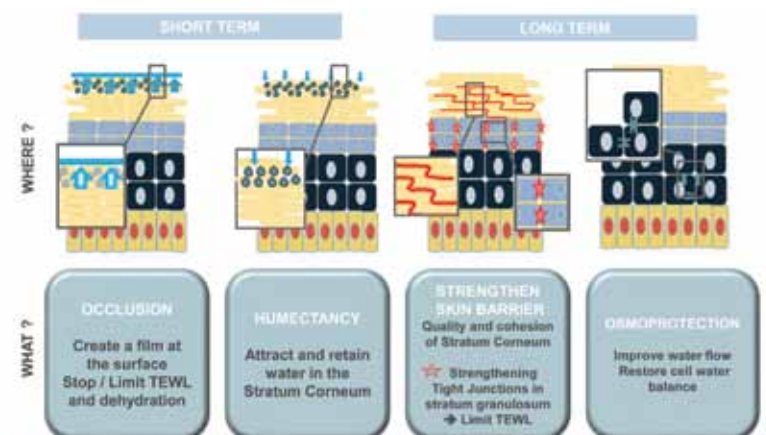 SHORT TERM
LONG TERM
WHERE ?
WHAT ?
OCCLUSION
Create a film at
the surface
Stop / Limit TEWL
and dehydration
HUMECTANCY
Attract and retain
water in the
Stratum Corneum
STRENGTHEN
SKIN BARRIER
Quality and cohesion
of Stratum Corneum
Strengthening
Tight Junctions in
stratum granulosum
➔ Limit TEWL
OSMOPROTECTION
Improve water flow
Restore cell water
balance